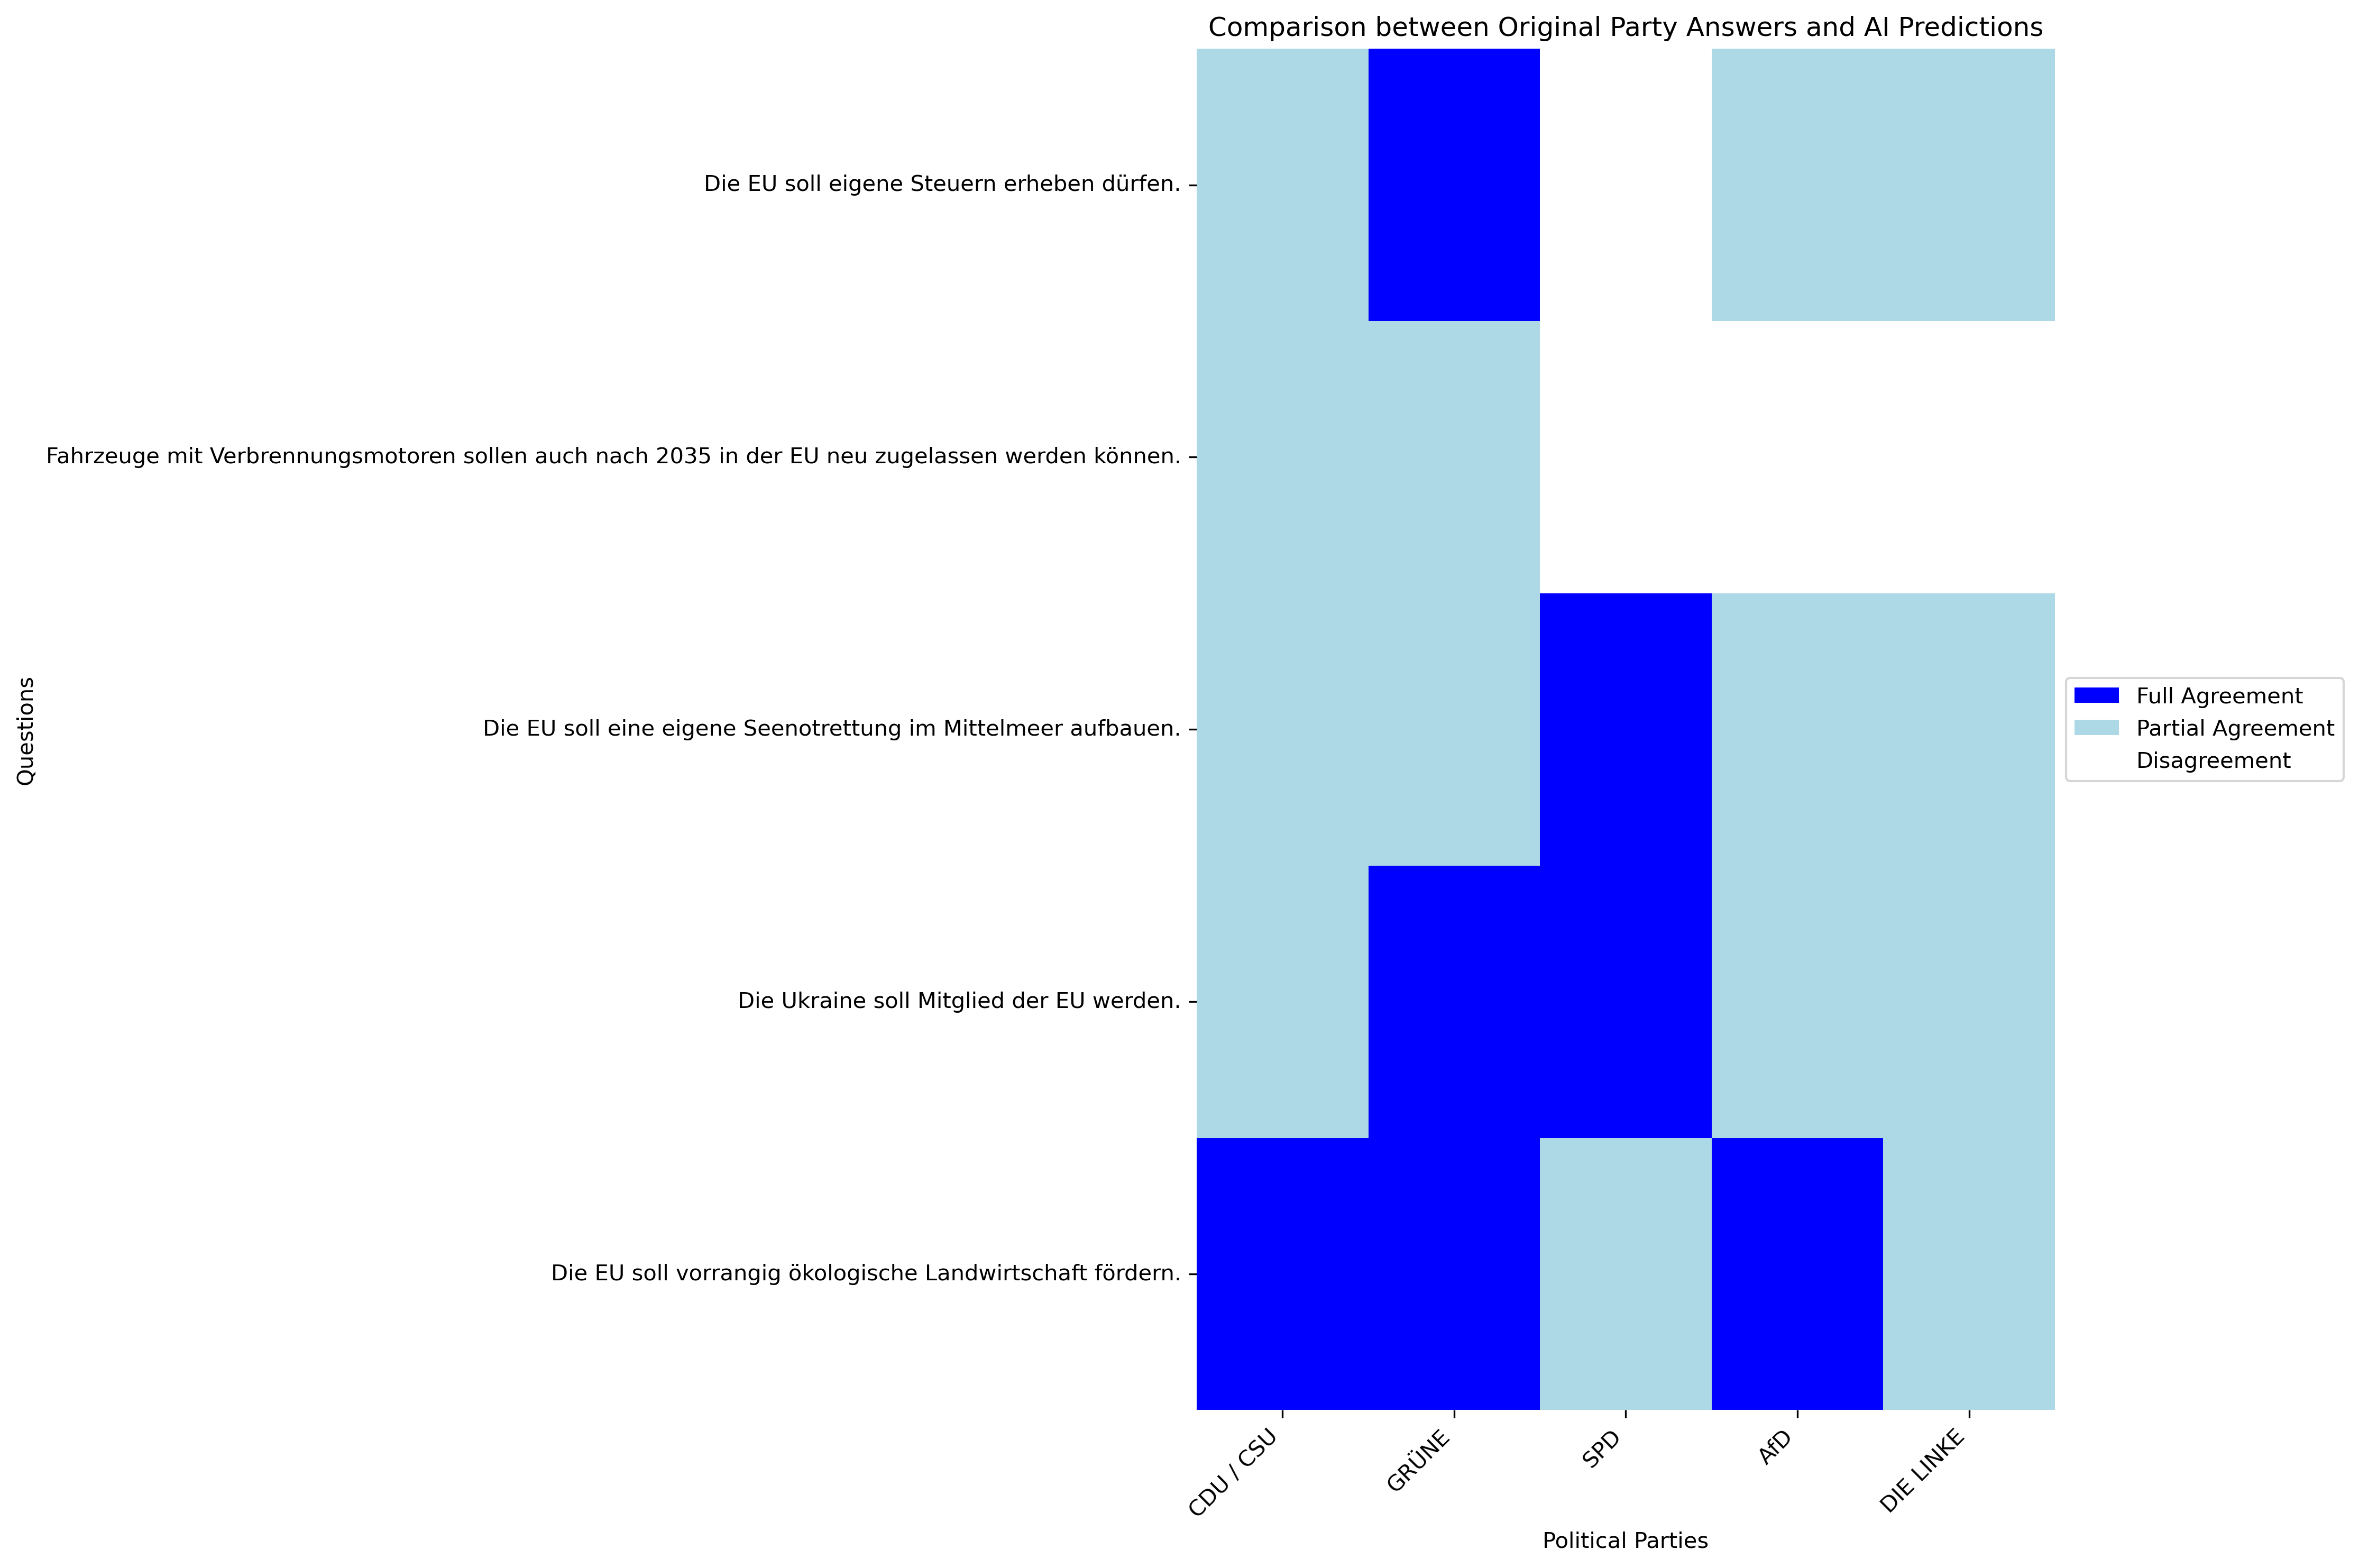 Comparison between Original Party Answers and AI Predictions
Die EU soll eigene Steuern erheben dürfen.
Fahrzeuge mit Verbrennungsmotoren sollen auch nach 2035 in der EU neu zugelassen werden können.
Die EU soll eine eigene Seenotrettung im Mittelmeer aufbauen.
Die Ukraine soll Mitglied der EU werden.
Die EU soll vorrangig ökologische Landwirtschaft fördern.
Questions
Full Agreement
Partial Agreement
Disagreement
CDU / CSU
GRÜNE
SPD
AfD
DIE LINKE
Political Parties